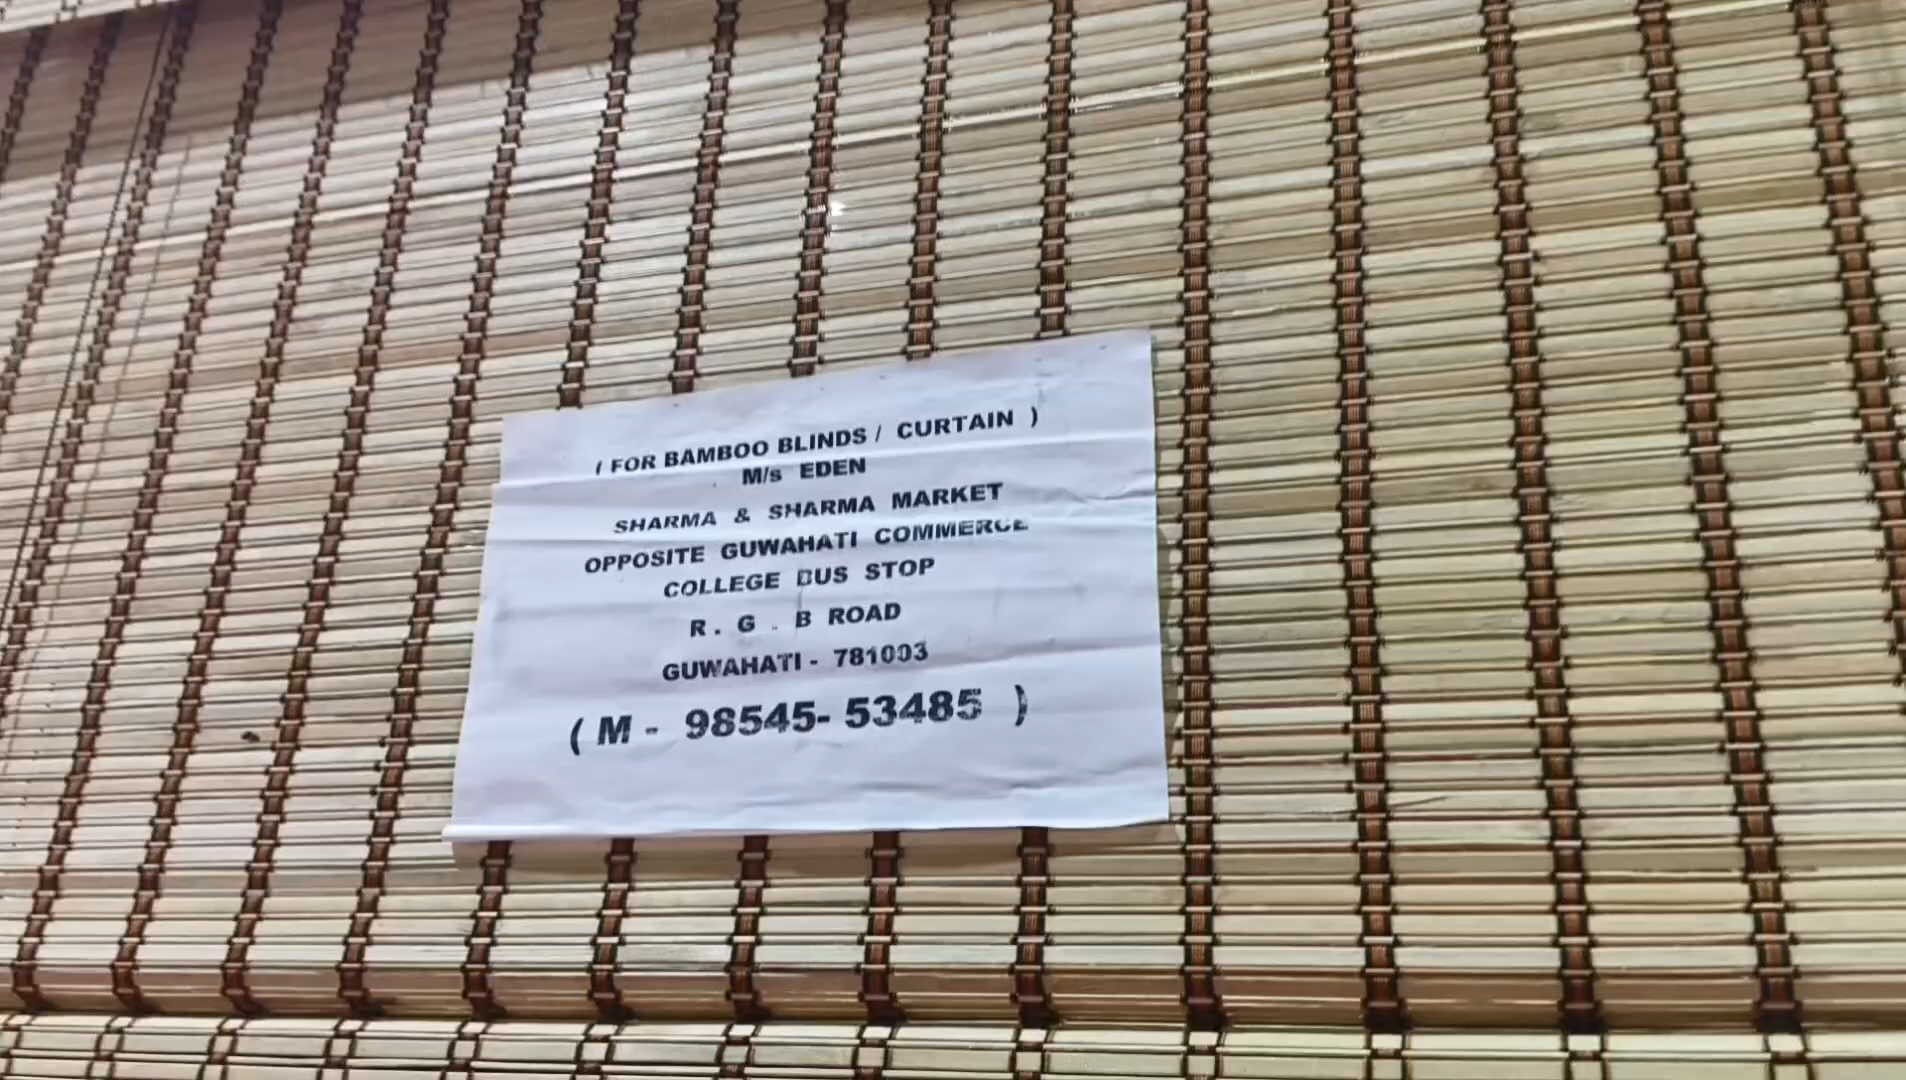 ( FOR BAMBOO BLINDS / CURTAIN )
M/s EDEN
SHARMA & SHARMA MARKET
OPPOSITE GUWAHATI COMMERCE
COLLEGE BUS STOP
R . G . B ROAD
GUWAHATI - 781003
( M - 98545- 53485 )